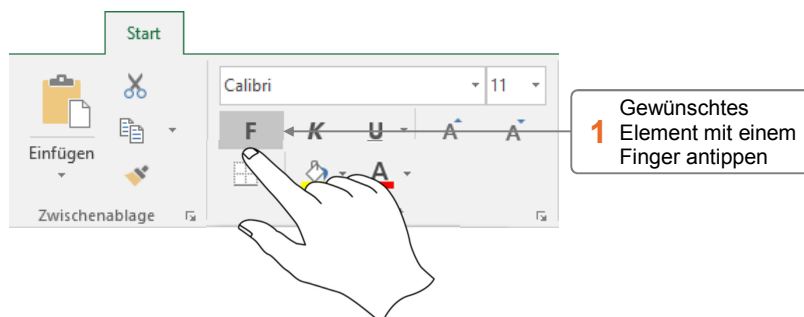 Start
Calibri
11
F K U A A
Einfügen
A
Zwischenablage
1
Gewünschtes
Element mit einem
Finger antippen